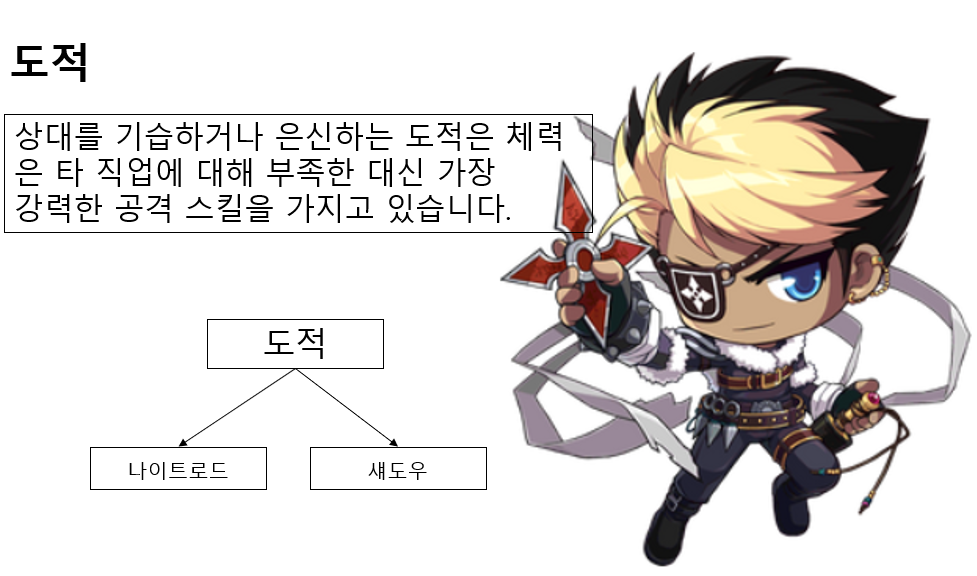 도적
상대를 기습하거나 은신하는 도적은 체력
은 타 직업에 대해 부족한 대신 가장
강력한 공격 스킬을 가지고 있습니다.
도적
나이트로드
섀도우